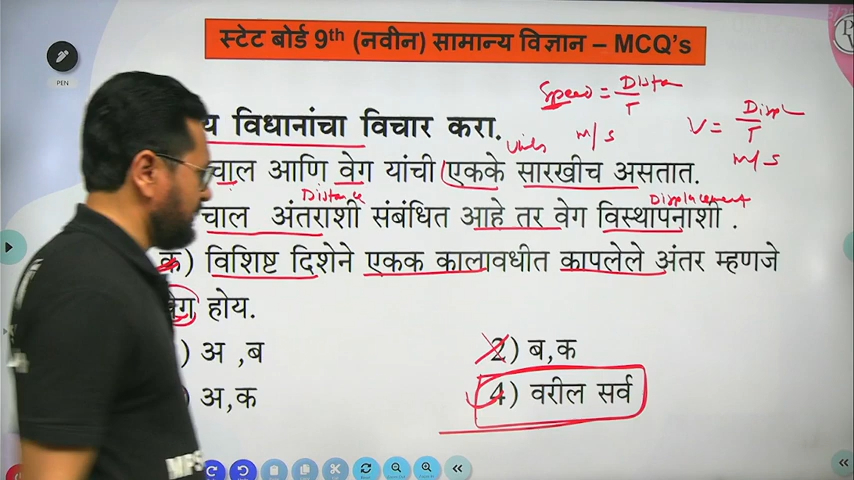 स्टेट बोर्ड 9th (नवीन) सामान्य विज्ञान – MCQ's
PEN
Speed = Dista / T
m/s
V = Displ / T
m/s
विधानांचा विचार करा.
Units
चाल आणि वेग यांची एकके सारखीच असतात.
Distance
Displacement
चाल अंतराशी संबंधित आहे तर वेग विस्थापनाशी .
क) विशिष्ट दिशेने एकक कालावधीत कापलेले अंतर म्हणजे
वेग होय.
) अ ,ब
2) ब,क
अ,क
4) वरील सर्व